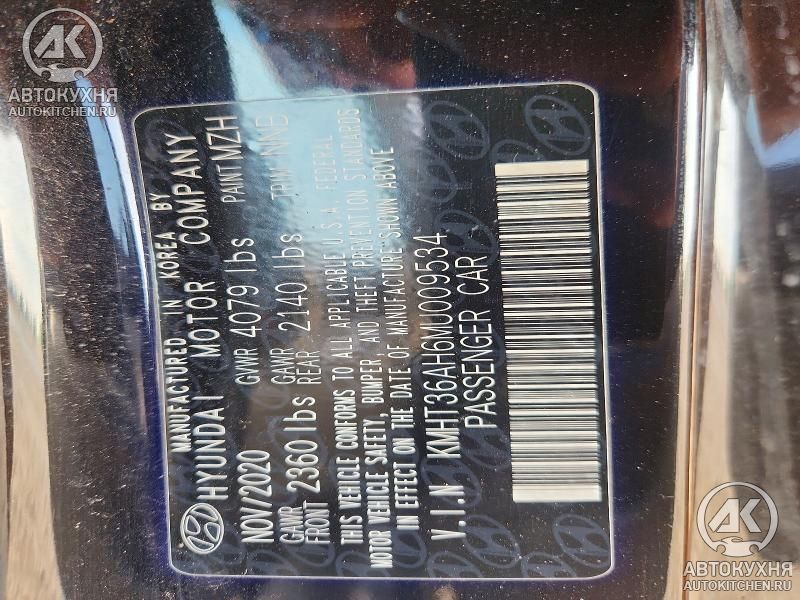 АВТОКУХНЯ
AUTOKITCHEN.RU
MANUFACTURED IN KOREA BY
HYUNDAI MOTOR COMPANY
NOV/2020 GVWR 4079 lbs PAINT MZH
GAWR FRONT 2360 lbs GAWR REAR 2140 lbs TRIM NNB
THIS VEHICLE CONFORMS TO ALL APPLICABLE U.S.A. FEDERAL
MOTOR VEHICLE SAFETY, BUMPER, AND THEFT PREVENTION STANDARDS
IN EFFECT ON THE DATE OF MANUFACTURE SHOWN ABOVE
V.I.N KMHT36AH6MU009534
PASSENGER CAR
АВТОКУХНЯ
AUTOKITCHEN.RU